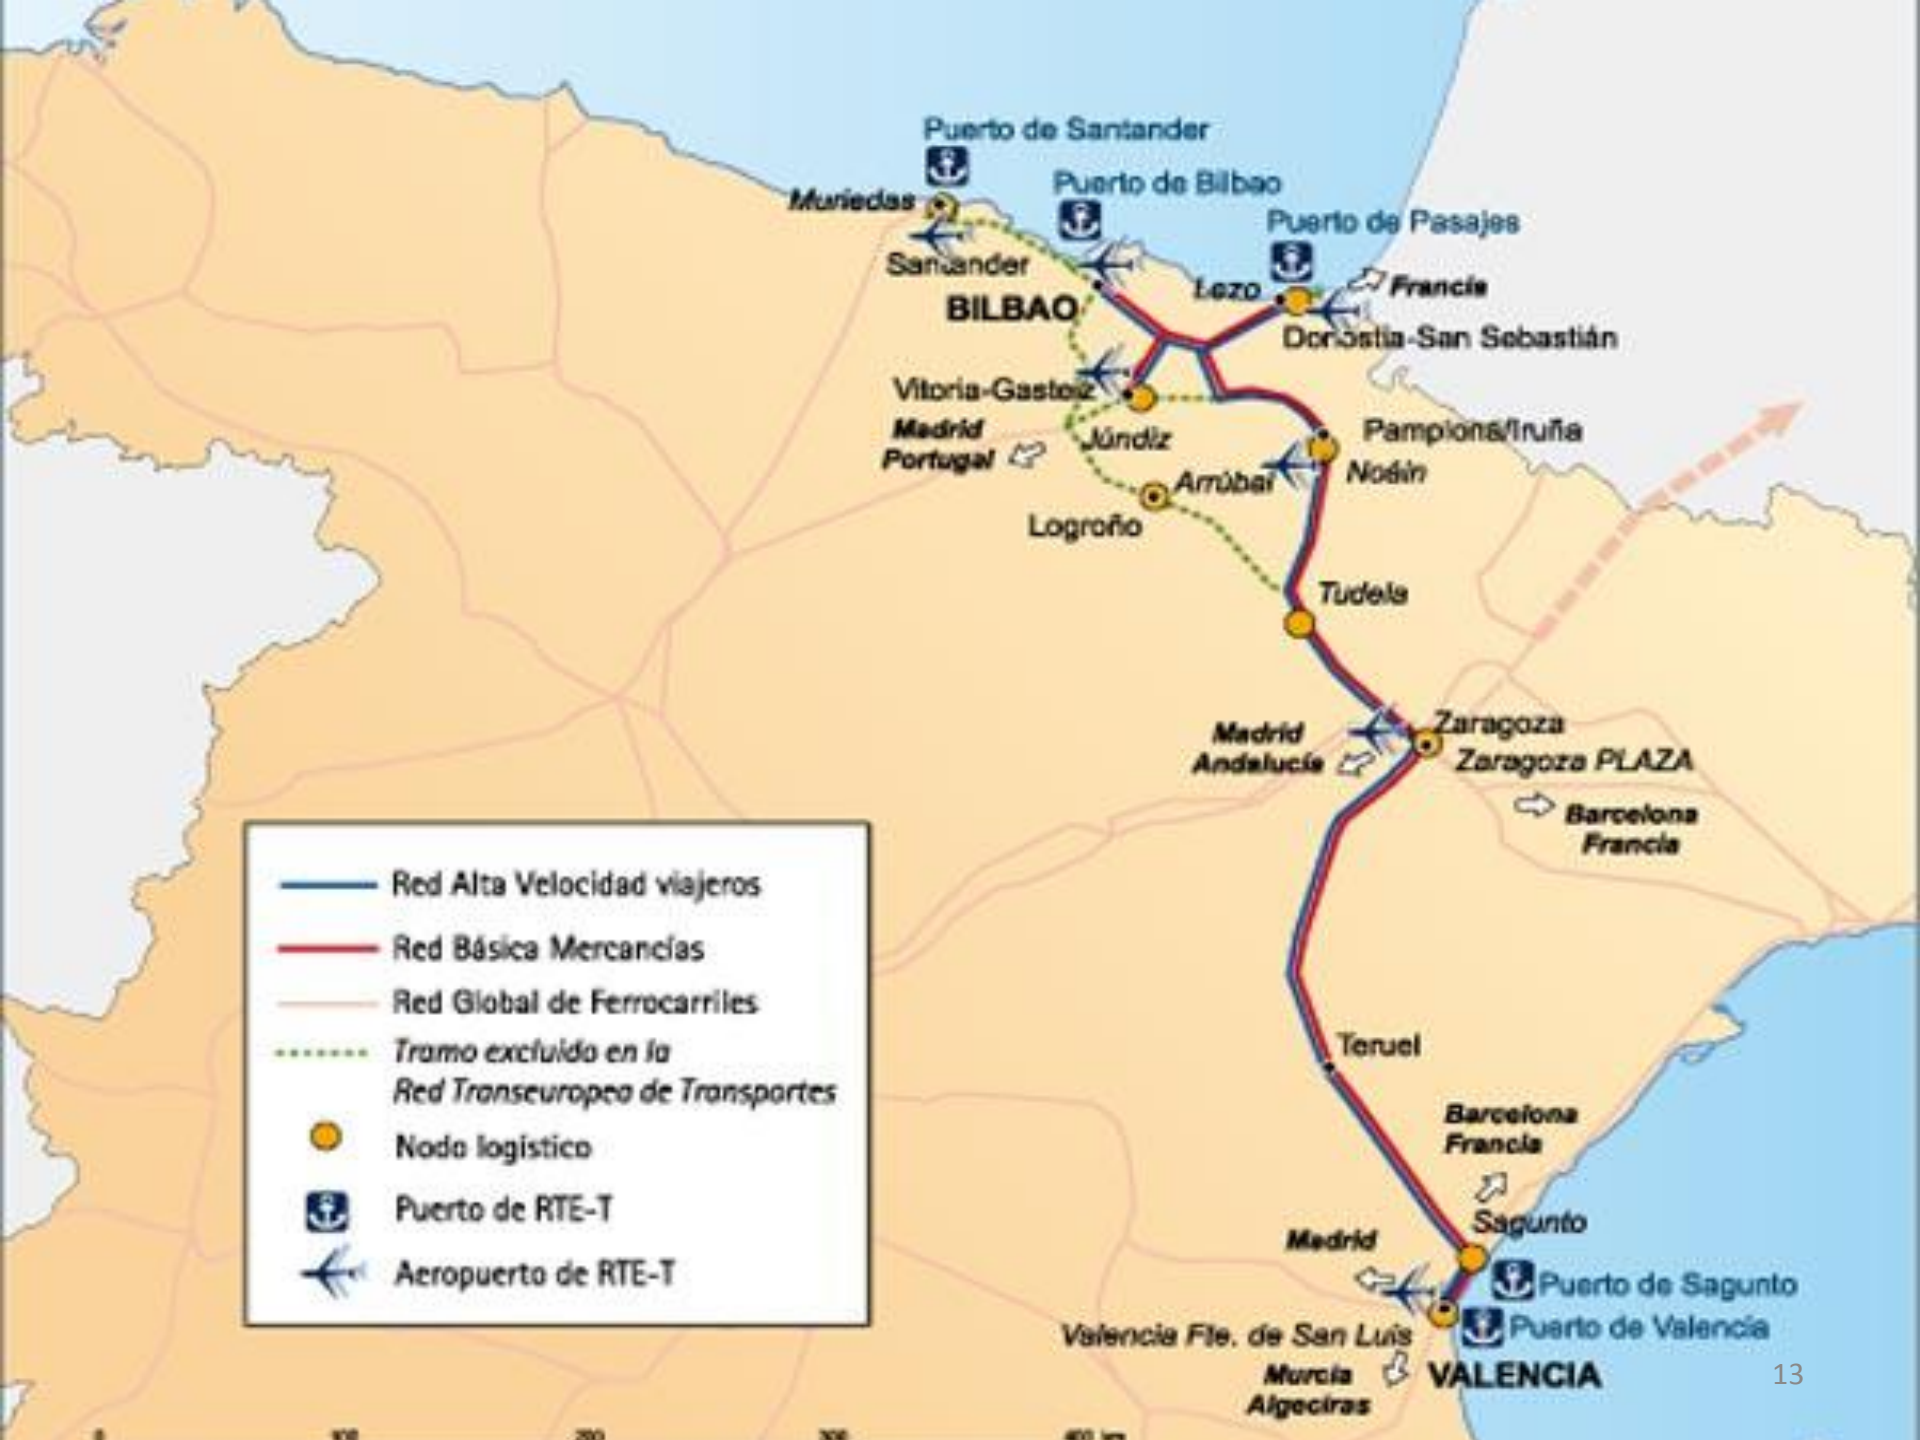 Puerto de Santander
Puerto de Bilbao
Muriedas
Puerto de Pasajes
Santander
Lezo
Francia
BILBAO
Donostia-San Sebastián
Vitoria-Gasteiz
Madrid
Portugal
Júndiz
Pamplona/Iruña
Noáin
Arrúbal
Logroño
Tudela
Zaragoza
Madrid
Andalucía
Zaragoza PLAZA
Barcelona
Francia
Red Alta Velocidad viajeros
Red Básica Mercancías
Red Global de Ferrocarriles
Tramo excluido en la
Red Transeuropea de Transportes
Nodo logístico
Puerto de RTE-T
Aeropuerto de RTE-T
Teruel
Barcelona
Francia
Sagunto
Madrid
Puerto de Sagunto
Puerto de Valencia
Valencia Fte. de San Luis
Murcia
Algeciras
VALENCIA
13